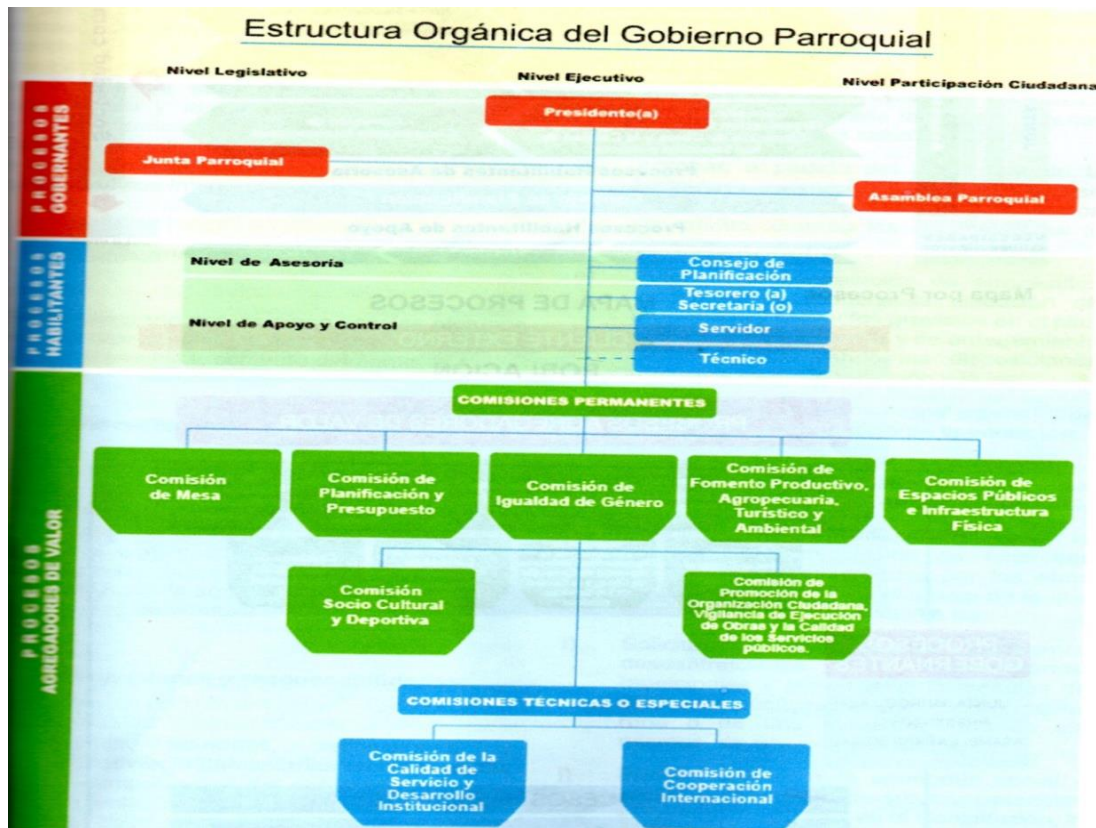 Estructura Orgánica del Gobierno Parroquial
Nivel Legislativo
Nivel Ejecutivo
Nivel Participación Ciudadana
PROCESOS
GOBERNANTES
Presidente(a)
Junta Parroquial
Asamblea Parroquial
PROCESOS
HABILITANTES
Nivel de Asesoría
Consejo de
Planificación
Nivel de Apoyo y Control
Tesorero (a)
Secretaria (o)
Servidor
Técnico
PROCESOS
AGREGADORES DE VALOR
COMISIONES PERMANENTES
Comisión
de Mesa
Comisión de
Planificación y
Presupuesto
Comisión de
Igualdad de Género
Comisión de
Fomento Productivo,
Agropecuaria,
Turístico y
Ambiental
Comisión de
Espacios Públicos
e Infraestructura
Física
Comisión
Socio Cultural
y Deportiva
Comisión de
Promoción de la
Organización Ciudadana,
Vigilancia de Ejecución
de Obras y la Calidad
de los Servicios
públicos.
COMISIONES TÉCNICAS O ESPECIALES
Comisión de la
Calidad de
Servicio y
Desarrollo
Institucional
Comisión de
Cooperación
Internacional